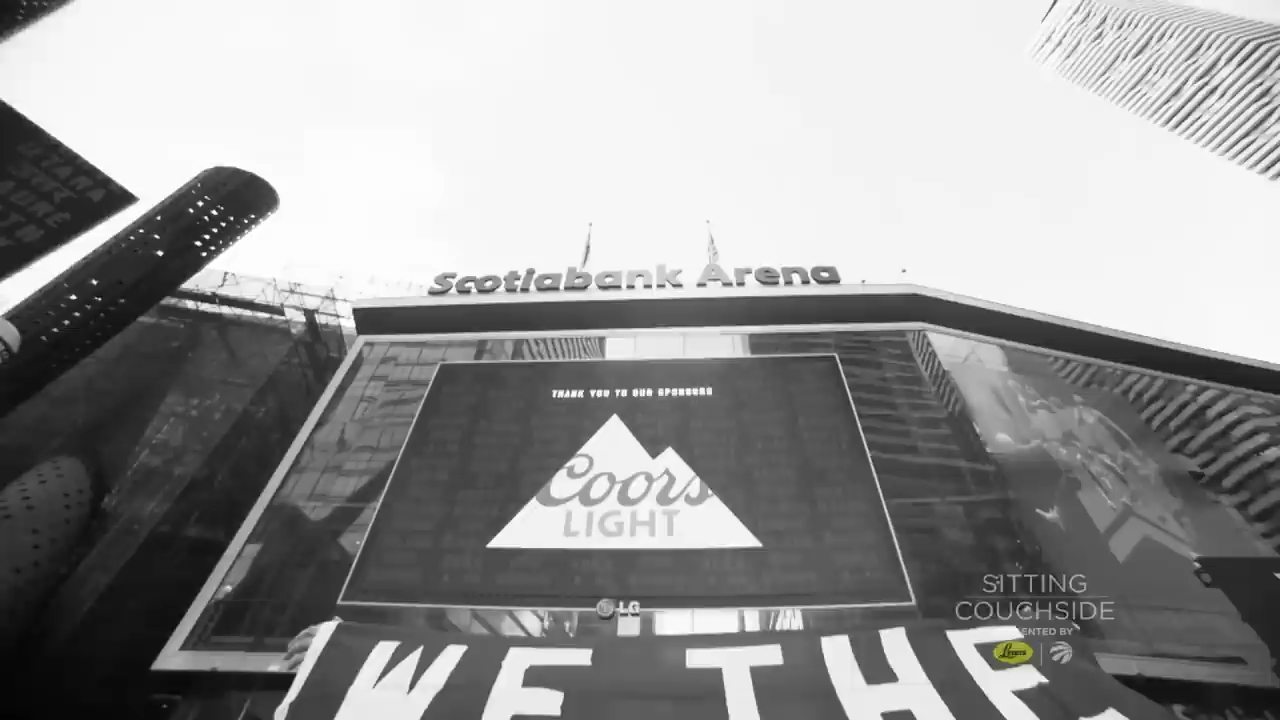 Scotiabank Arena
THANK YOU TO OUR SPONSORS
Coors
LIGHT
LG
WE THE
SITTING
COUCHSIDE